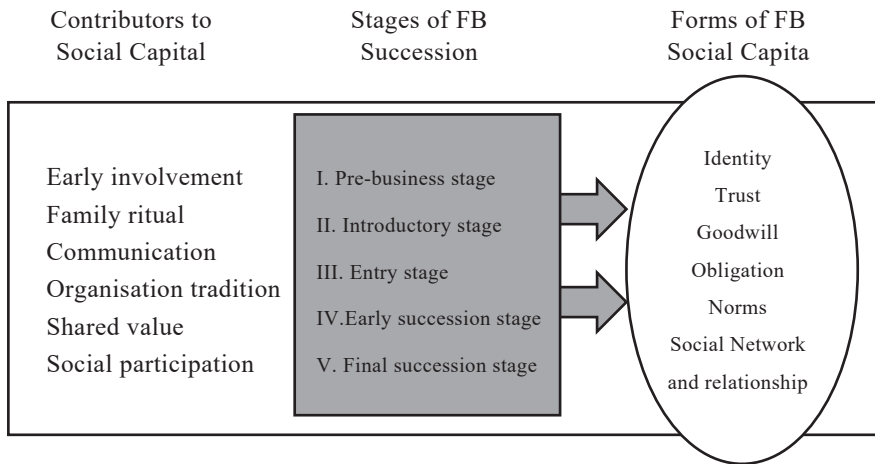 Contributors to
Social Capital
Stages of FB
Succession
Forms of FB
Social Capita
Early involvement
Family ritual
Communication
Organisation tradition
Shared value
Social participation
I. Pre-business stage
II. Introductory stage
III. Entry stage
IV.Early succession stage
V. Final succession stage
Identity
Trust
Goodwill
Obligation
Norms
Social Network
and relationship